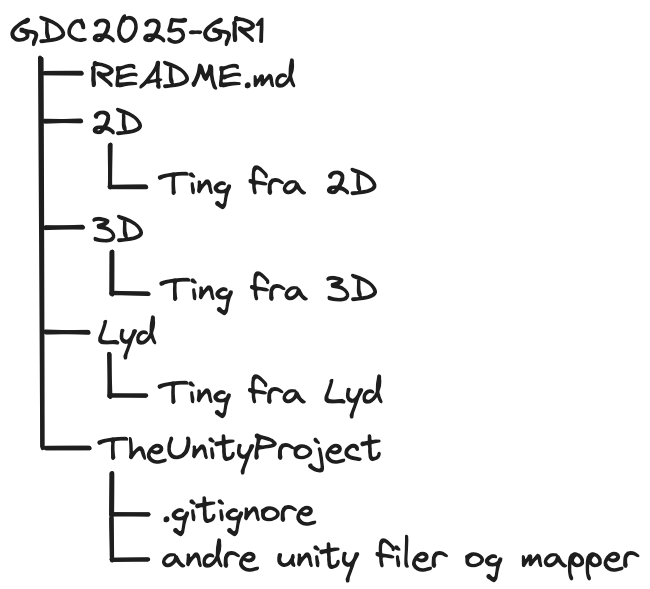 GDC2025-GR1
README.md
2D
Ting fra 2D
3D
Ting fra 3D
Lyd
Ting fra Lyd
TheUnityProject
.gitignore
andre unity filer og mapper